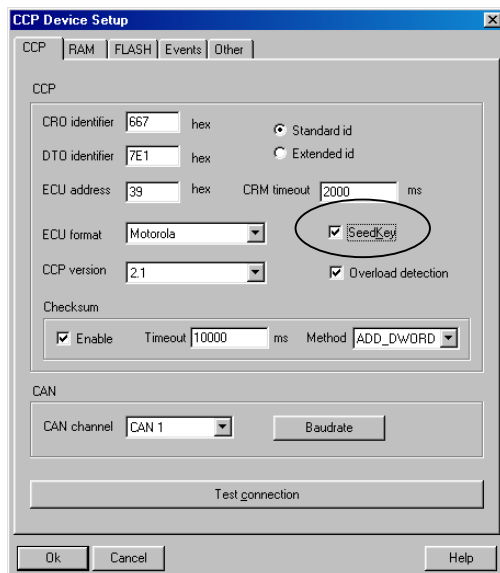 CCP Device Setup
CCP RAM FLASH Events Other
CCP
CRO identifier 667 hex Standard id
DTO identifier 7E1 hex Extended id
ECU address 39 hex CRM timeout 2000 ms
ECU format Motorola SeedKey
CCP version 2.1 Overload detection
Checksum
Enable Timeout 10000 ms Method ADD_DWORD
CAN
CAN channel CAN 1 Baudrate
Test connection
Ok Cancel Help